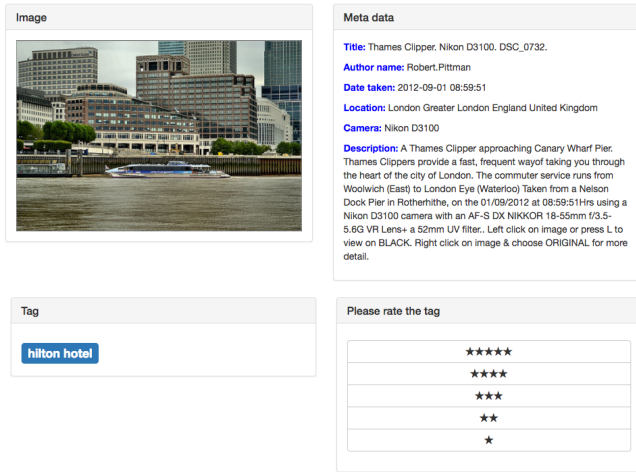 Image
Meta data
Title: Thames Clipper. Nikon D3100. DSC_0732.
Author name: Robert.Pittman
Date taken: 2012-09-01 08:59:51
Location: London Greater London England United Kingdom
Camera: Nikon D3100
Description: A Thames Clipper approaching Canary Wharf Pier.
Thames Clippers provide a fast, frequent wayof taking you through
the heart of the city of London. The commuter service runs from
Woolwich (East) to London Eye (Waterloo) Taken from a Nelson
Dock Pier in Rotherhithe, on the 01/09/2012 at 08:59:51Hrs using a
Nikon D3100 camera with an AF-S DX NIKKOR 18-55mm f/3.5-
5.6G VR Lens+ a 52mm UV filter.. Left click on image or press L to
view on BLACK. Right click on image & choose ORIGINAL for more
detail.
Tag
hilton hotel
Please rate the tag
★★★★★
★★★★
★★★
★★
★